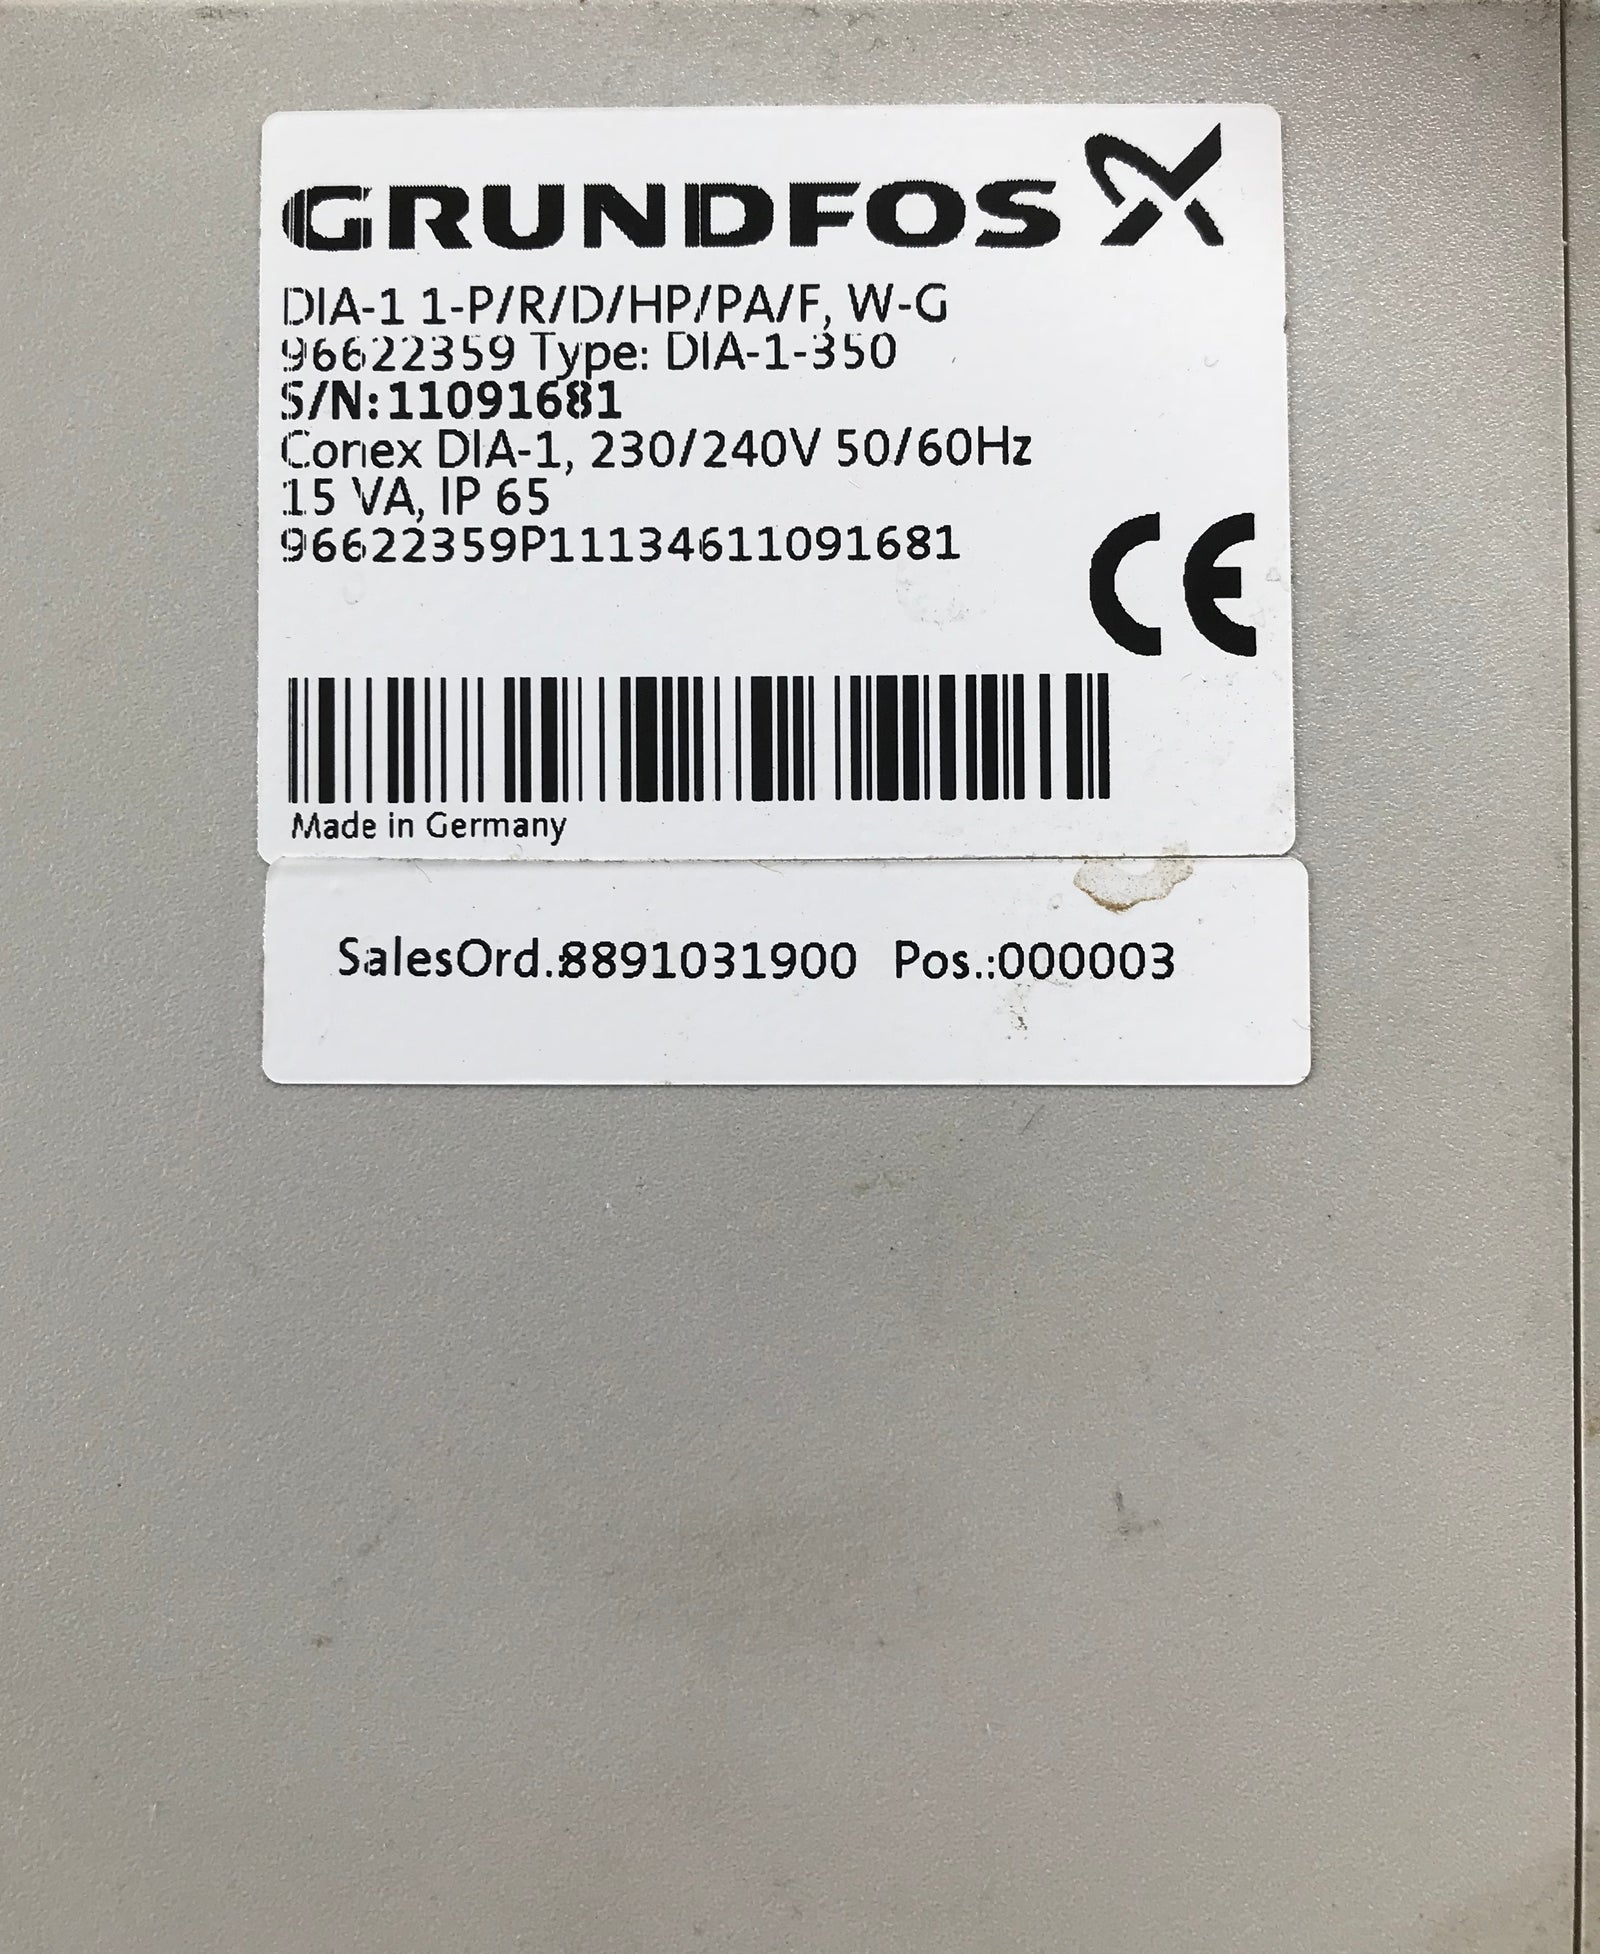 GRUNDFOS
DIA-1 1-P/R/D/HP/PA/F, W-G
96622359 Type: DIA-1-350
S/N:11091681
Conex DIA-1, 230/240V 50/60Hz
15 VA, IP 65
96622359P11134611091681
CE
Made in Germany
SalesOrd.:8891031900 Pos.:000003